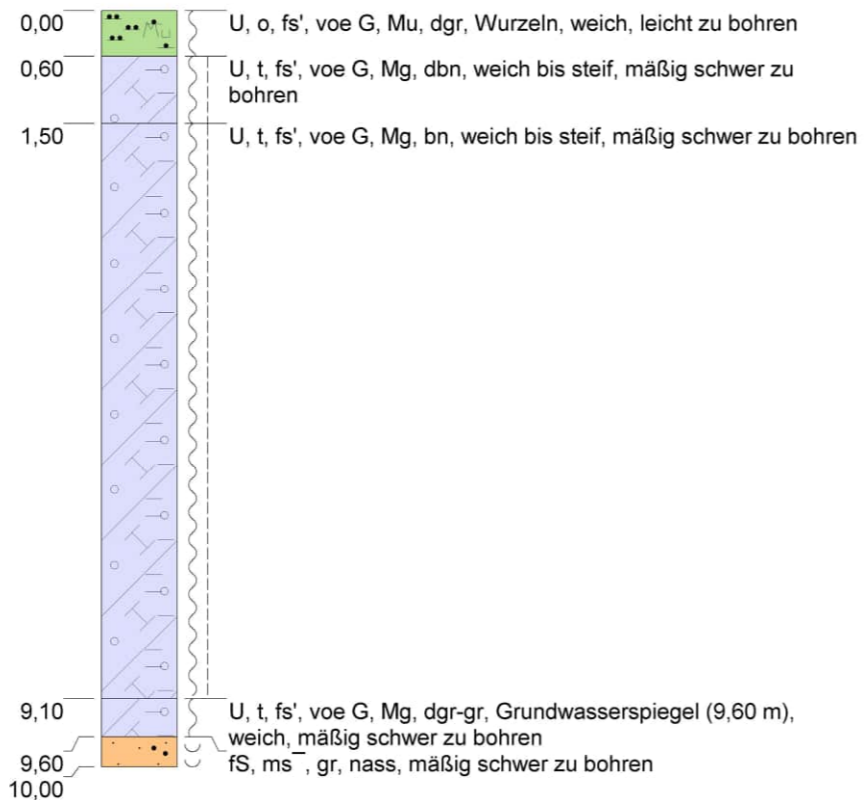 0,00 U, o, fs', voe G, Mu, dgr, Wurzeln, weich, leicht zu bohren
Mu
0,60 U, t, fs', voe G, Mg, dbn, weich bis steif, mäßig schwer zu
bohren
1,50 U, t, fs', voe G, Mg, bn, weich bis steif, mäßig schwer zu bohren
9,10 U, t, fs', voe G, Mg, dgr-gr, Grundwasserspiegel (9,60 m),
weich, mäßig schwer zu bohren
9,60 fS, ms¯, gr, nass, mäßig schwer zu bohren
10,00